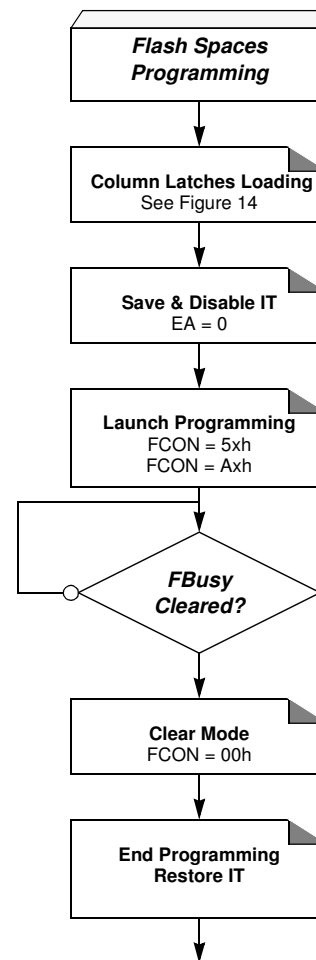 Flash Spaces
Programming
Column Latches Loading
See Figure 14
Save & Disable IT
EA = 0
Launch Programming
FCON = 5xh
FCON = Axh
FBusy
Cleared?
Clear Mode
FCON = 00h
End Programming
Restore IT